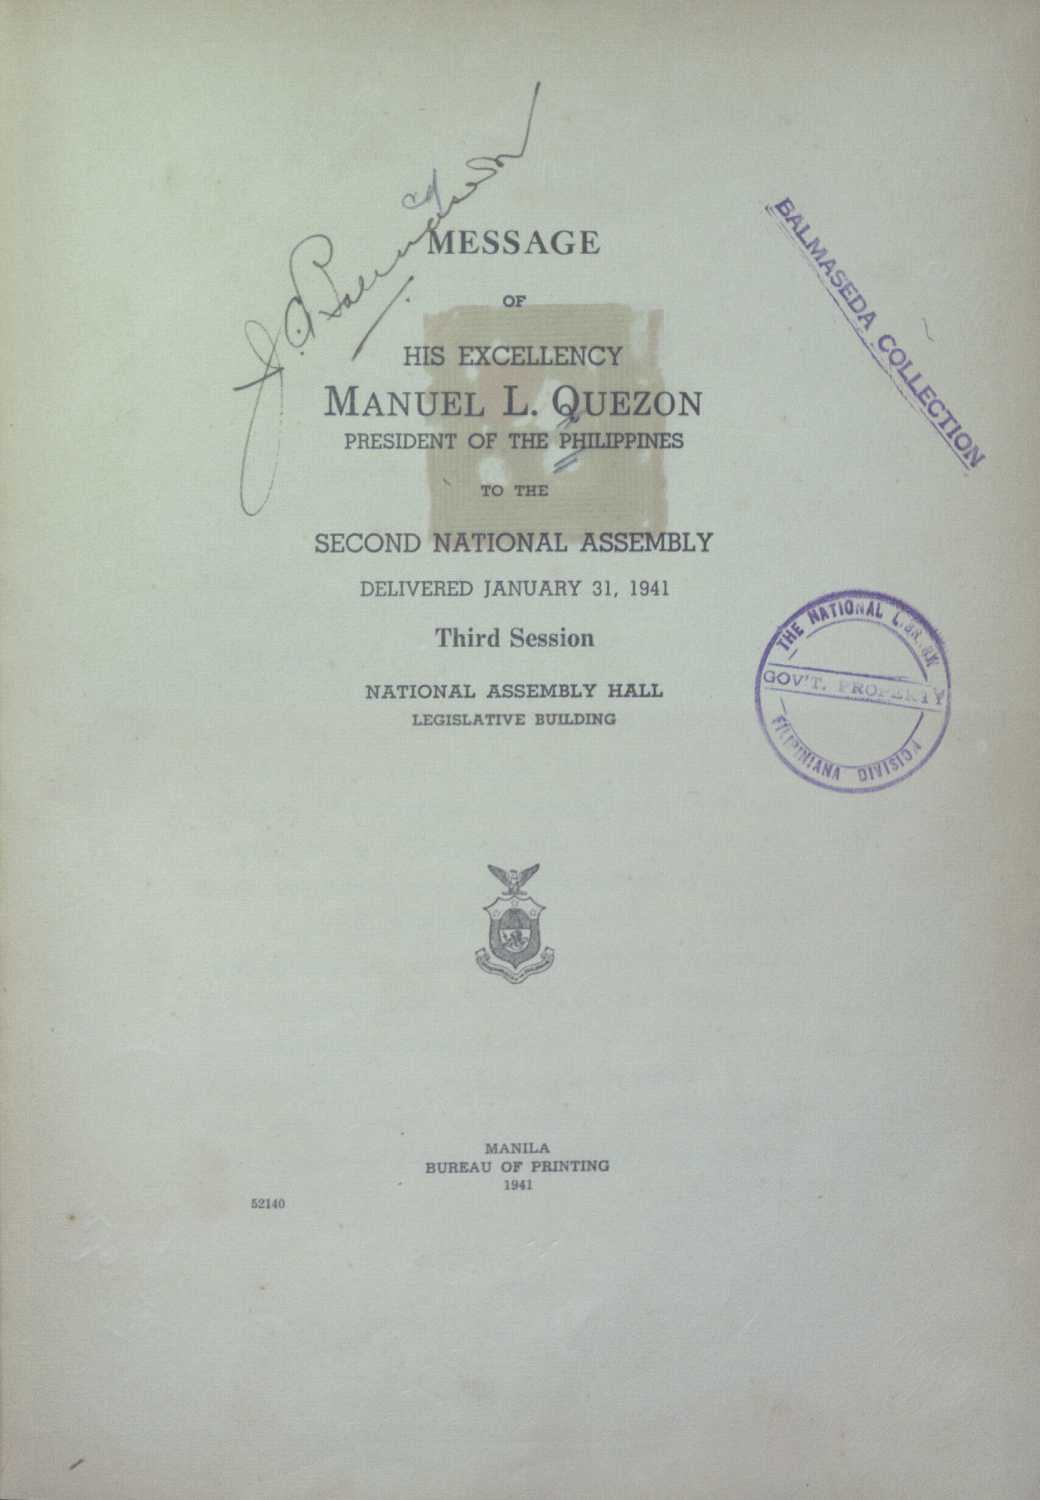 J. C. Balmaseda
MESSAGE
OF
HIS EXCELLENCY
MANUEL L. QUEZON
PRESIDENT OF THE PHILIPPINES
TO THE
SECOND NATIONAL ASSEMBLY
DELIVERED JANUARY 31, 1941
Third Session
NATIONAL ASSEMBLY HALL
LEGISLATIVE BUILDING
BALMASEDA COLLECTION
THE NATIONAL LIBRARY
GOV'T. PROPERTY
FILIPINIANA DIVISION
MANILA
BUREAU OF PRINTING
1941
52140